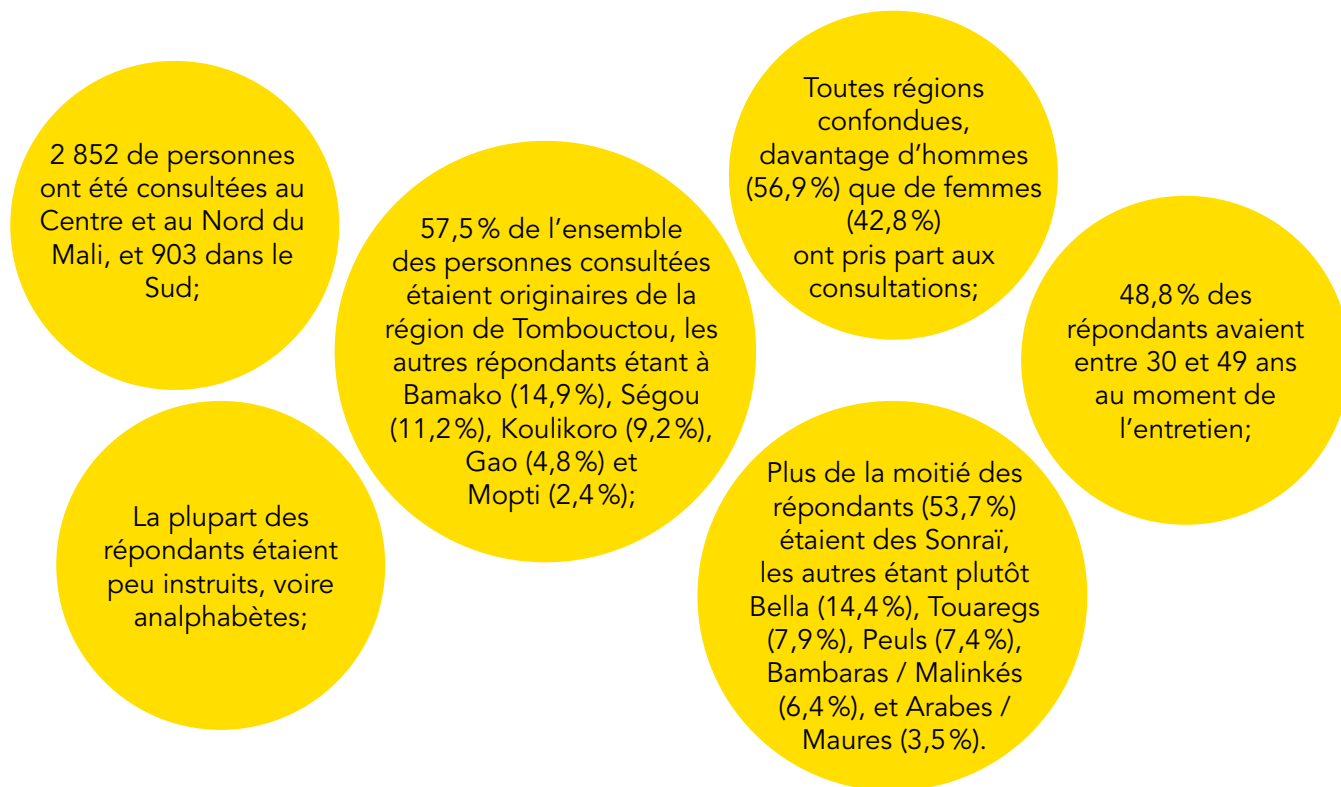 2 852 de personnes
ont été consultées au
Centre et au Nord du
Mali, et 903 dans le
Sud;
La plupart des
répondants étaient
peu instruits, voire
analphabètes;
57,5 % de l’ensemble
des personnes consultées
étaient originaires de la
région de Tombouctou, les
autres répondants étant à
Bamako (14,9 %), Ségou
(11,2 %), Koulikoro (9,2 %),
Gao (4,8 %) et
Mopti (2,4 %);
Toutes régions
confondues,
davantage d’hommes
(56,9 %) que de femmes
(42,8 %)
ont pris part aux
consultations;
48,8 % des
répondants avaient
entre 30 et 49 ans
au moment de
l’entretien;
Plus de la moitié des
répondants (53,7 %)
étaient des Sonraï,
les autres étant plutôt
Bella (14,4 %), Touaregs
(7,9 %), Peuls (7,4 %),
Bambaras / Malinkés
(6,4 %), et Arabes /
Maures (3,5 %).